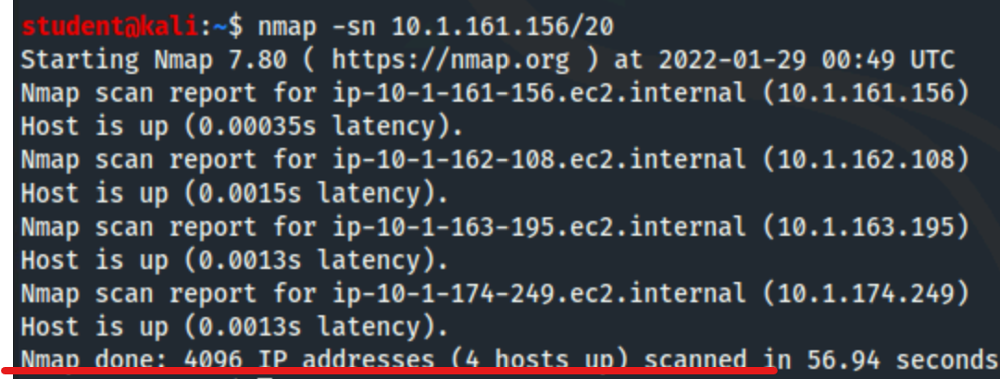 student@kali:~$ nmap -sn 10.1.161.156/20
Starting Nmap 7.80 ( https://nmap.org ) at 2022-01-29 00:49 UTC
Nmap scan report for ip-10-1-161-156.ec2.internal (10.1.161.156)
Host is up (0.00035s latency).
Nmap scan report for ip-10-1-162-108.ec2.internal (10.1.162.108)
Host is up (0.0015s latency).
Nmap scan report for ip-10-1-163-195.ec2.internal (10.1.163.195)
Host is up (0.0013s latency).
Nmap scan report for ip-10-1-174-249.ec2.internal (10.1.174.249)
Host is up (0.0013s latency).
Nmap done: 4096 IP addresses (4 hosts up) scanned in 56.94 seconds